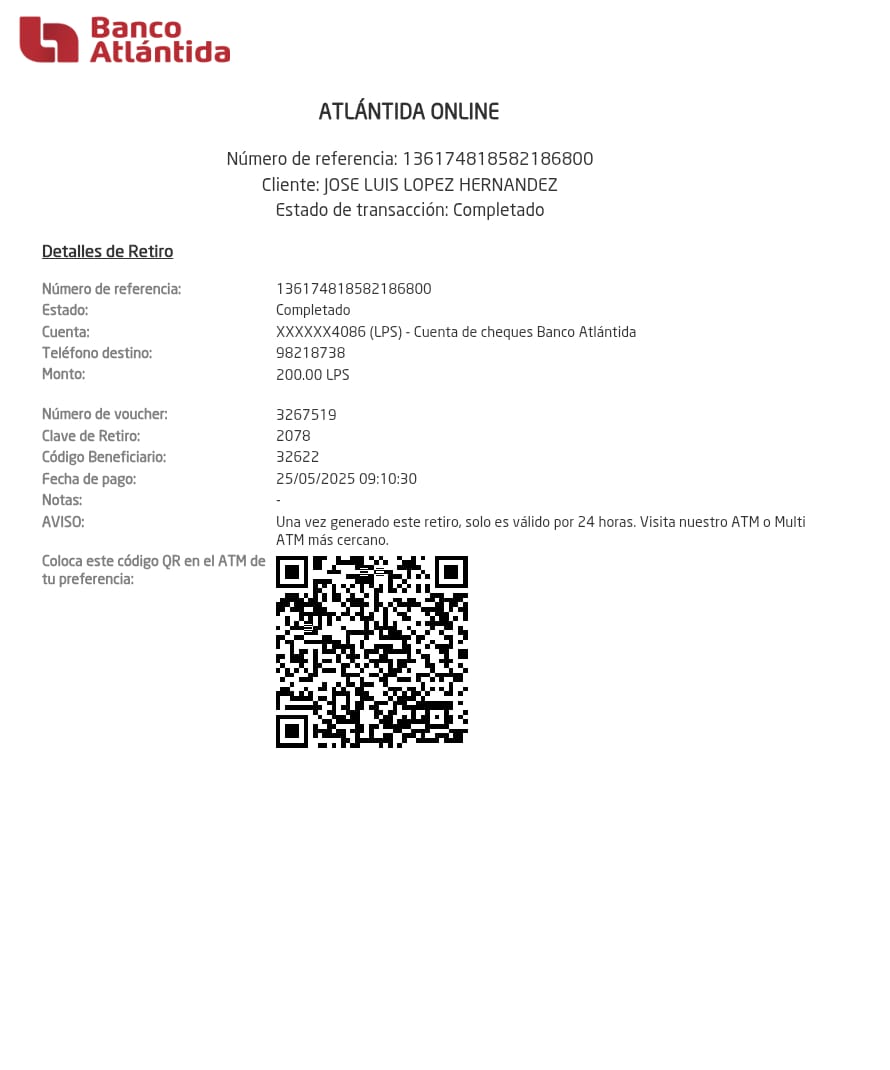 Banco
Atlántida
ATLÁNTIDA ONLINE
Número de referencia: 136174818582186800
Cliente: JOSE LUIS LOPEZ HERNANDEZ
Estado de transacción: Completado
Detalles de Retiro
Número de referencia: 136174818582186800
Estado: Completado
Cuenta: XXXXXX4086 (LPS) - Cuenta de cheques Banco Atlántida
Teléfono destino: 98218738
Monto: 200.00 LPS
Número de voucher: 3267519
Clave de Retiro: 2078
Código Beneficiario: 32622
Fecha de pago: 25/05/2025 09:10:30
Notas: -
AVISO: Una vez generado este retiro, solo es válido por 24 horas. Visita nuestro ATM o Multi
ATM más cercano.
Coloca este código QR en el ATM de
tu preferencia: